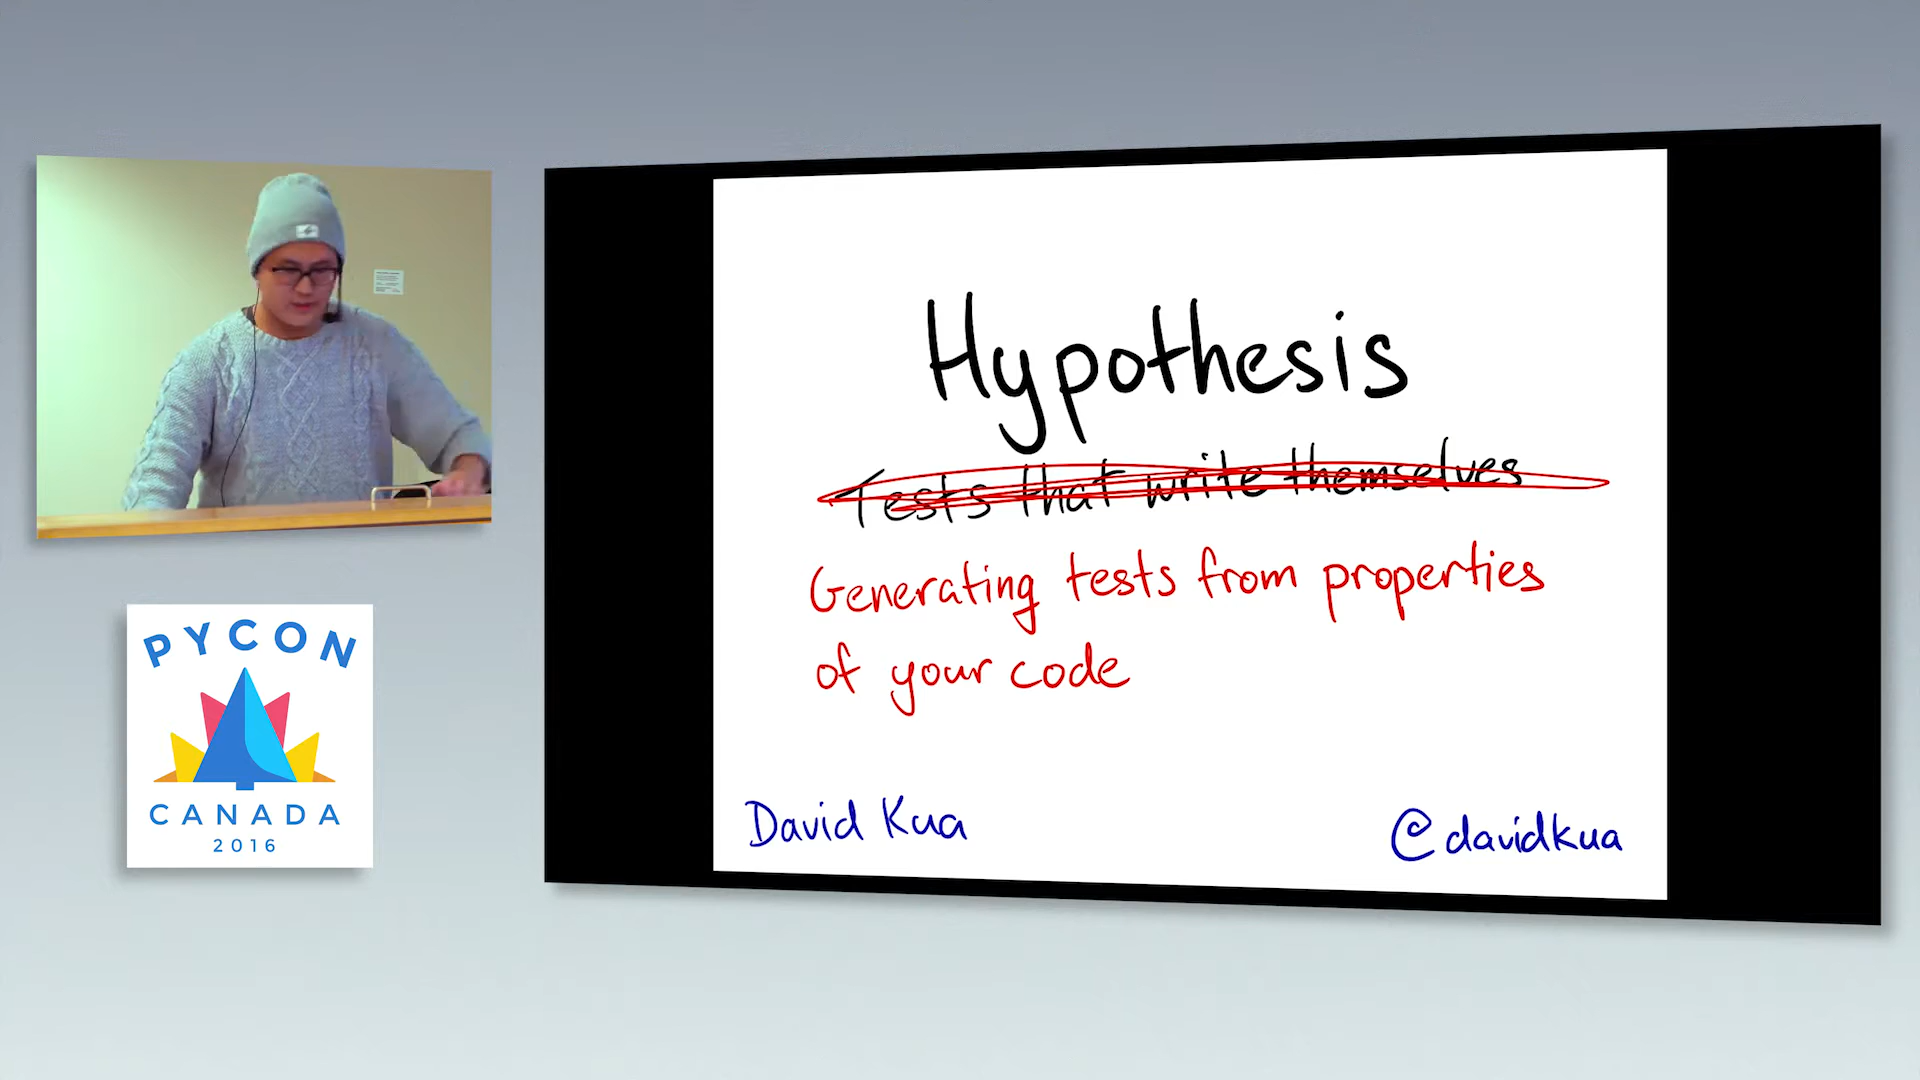 Hypothesis
Tests that write themselves
Generating tests from properties
of your code
David Kua
@davidkua
PYCON
CANADA
2016